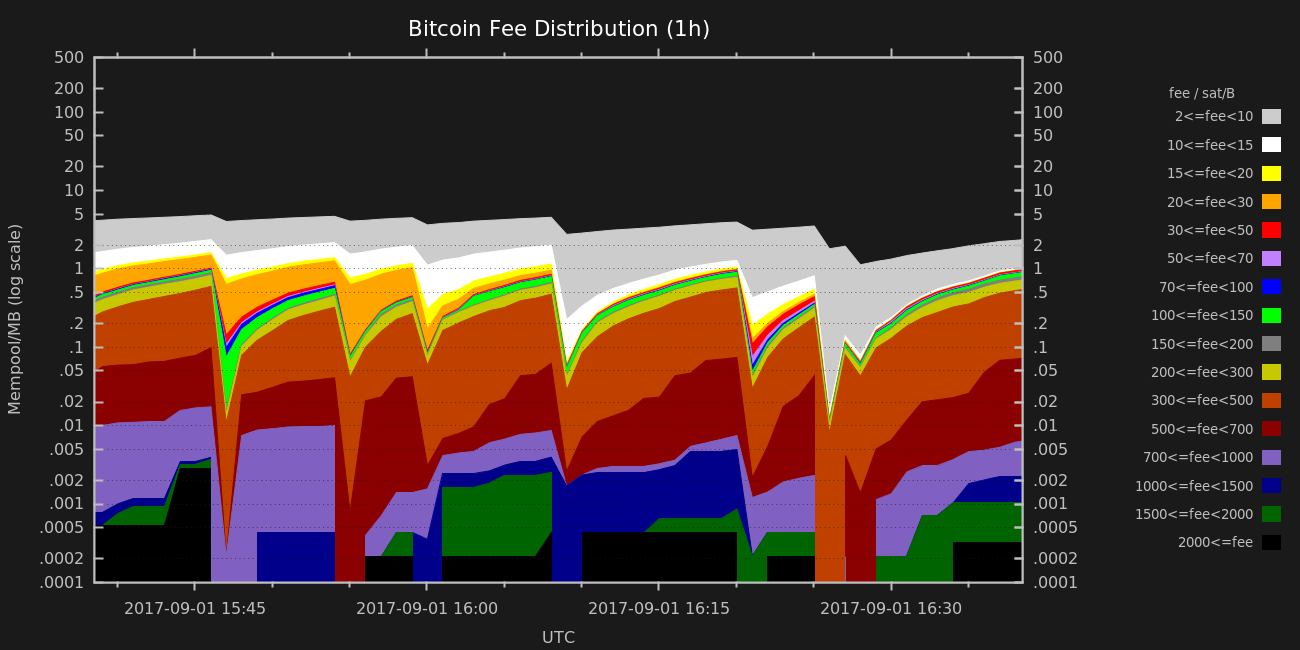 Bitcoin Fee Distribution (1h)
500 500
200 200
100 100
50 50
20 20
10 10
5 5
2 2
1 1
.5 .5
.2 .2
.1 .1
.05 .05
.02 .02
.01 .01
.005 .005
.002 .002
.001 .001
.0005 .0005
.0002 .0002
.0001 .0001
Mempool/MB (log scale)
2017-09-01 15:45 2017-09-01 16:00 2017-09-01 16:15 2017-09-01 16:30
UTC
fee / sat/B
2<=fee<10
10<=fee<15
15<=fee<20
20<=fee<30
30<=fee<50
50<=fee<70
70<=fee<100
100<=fee<150
150<=fee<200
200<=fee<300
300<=fee<500
500<=fee<700
700<=fee<1000
1000<=fee<1500
1500<=fee<2000
2000<=fee